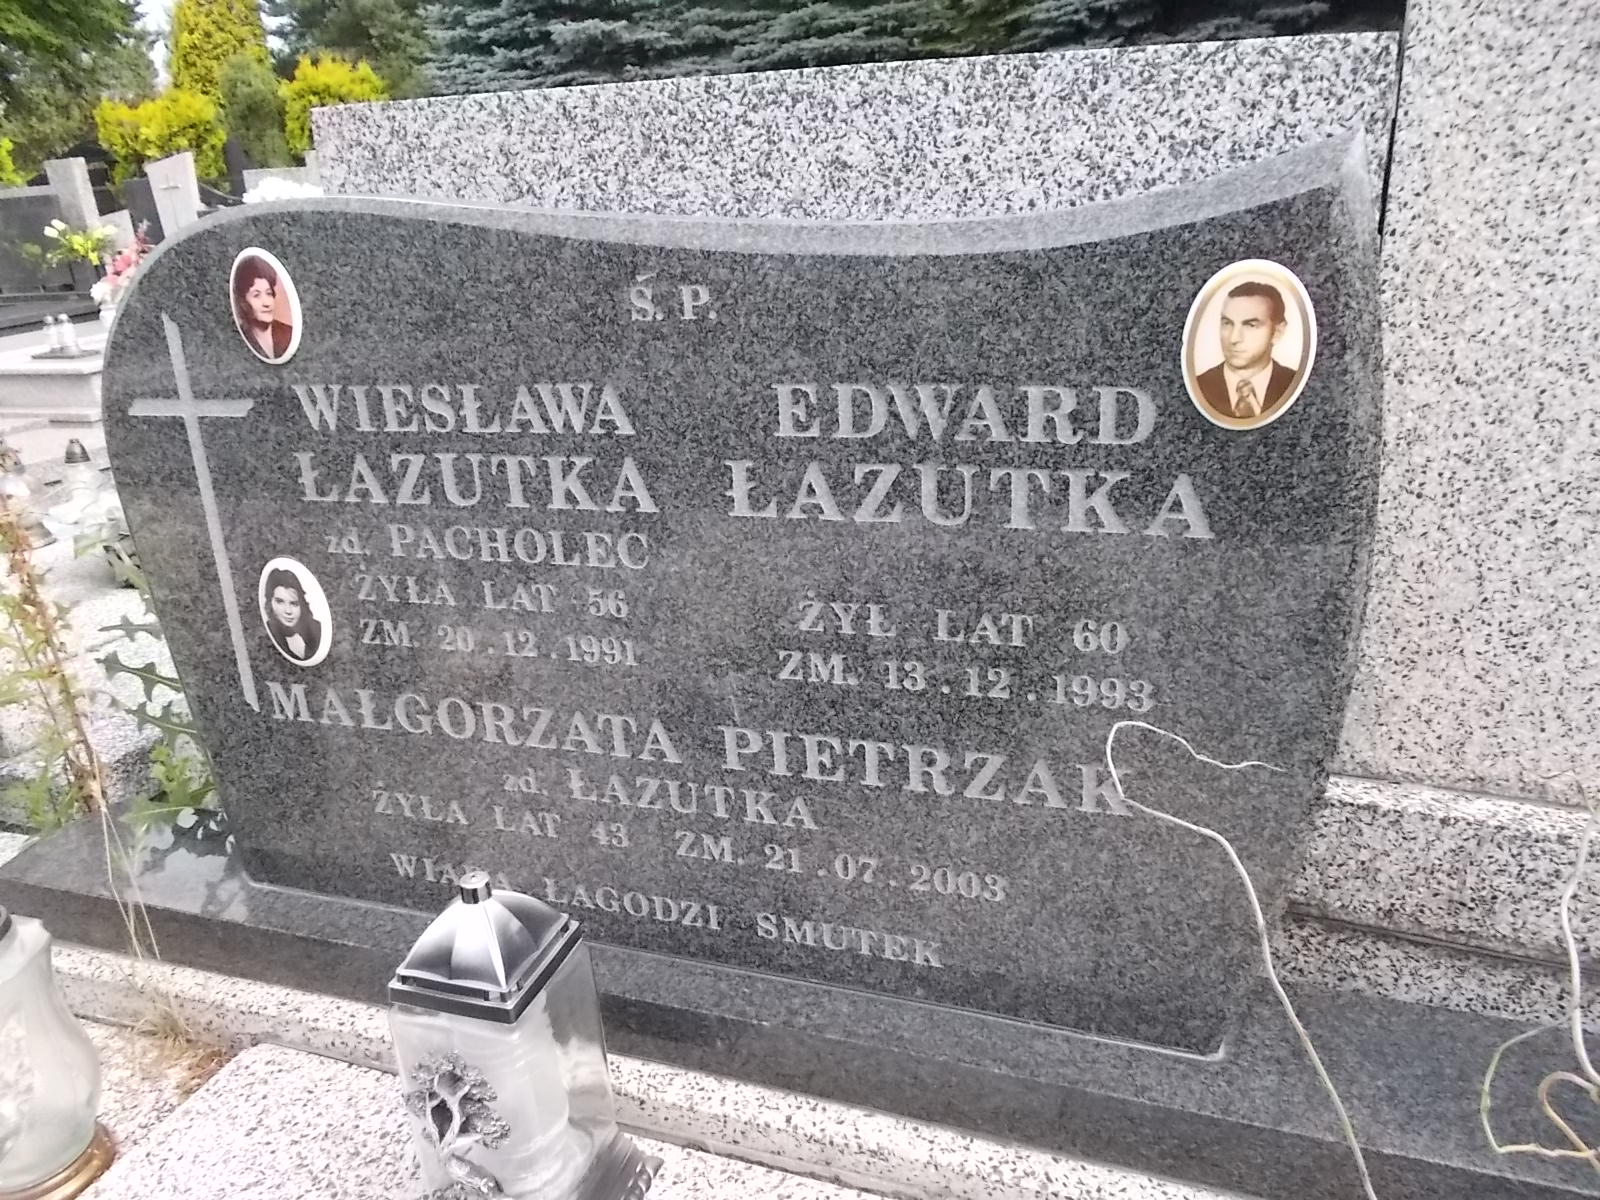 Ś. P.
WIESŁAWA
ŁAZUTKA
zd. PACHOLEC
ŻYŁA LAT 56
ZM. 20.12.1991
EDWARD
ŁAZUTKA
ŻYŁ LAT 60
ZM. 13.12.1993
MAŁGORZATA PIETRZAK
zd. ŁAZUTKA
ŻYŁA LAT 43 ZM. 21.07.2003
WIARA ŁAGODZI SMUTEK